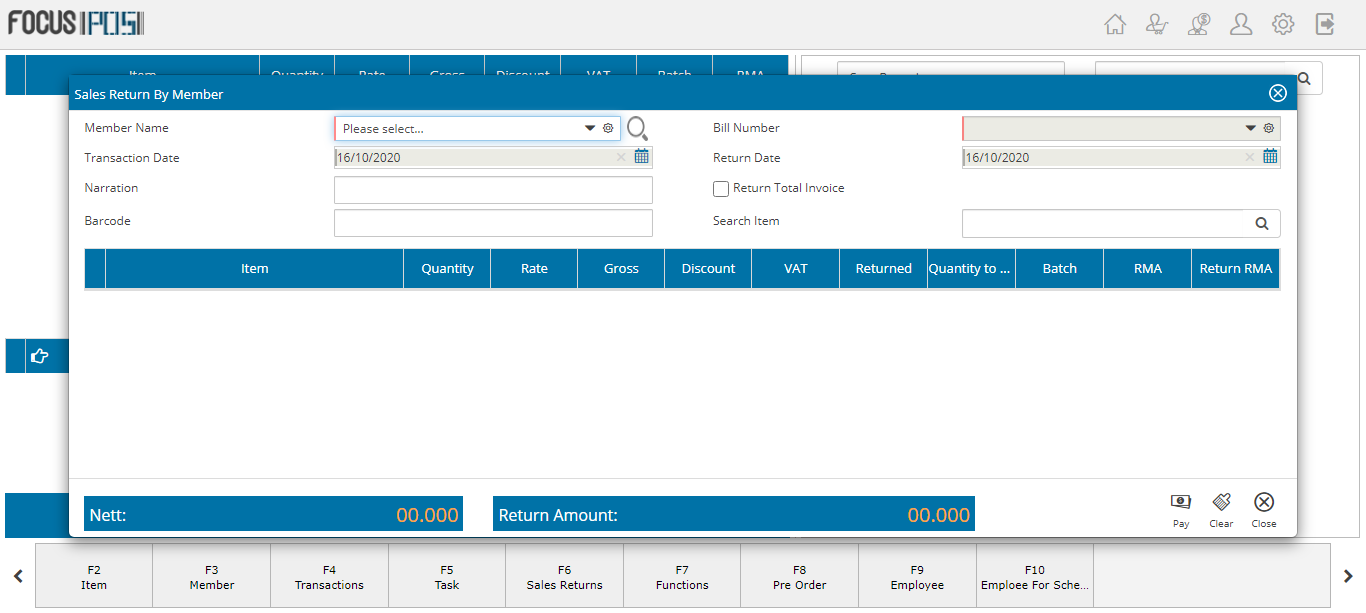 FOCUS POS
Item Quantity Rate Gross Discount VAT Batch RMA
Sales Return By Member
Member Name Please select... Bill Number
Transaction Date 16/10/2020 Return Date 16/10/2020
Narration Return Total Invoice
Barcode Search Item
Item Quantity Rate Gross Discount VAT Returned Quantity to ... Batch RMA Return RMA
Nett: 00.000 Return Amount: 00.000
Pay Clear Close
F2 F3 F4 F5 F6 F7 F8 F9 F10
Item Member Transactions Task Sales Returns Functions Pre Order Employee Emploee For Sche...